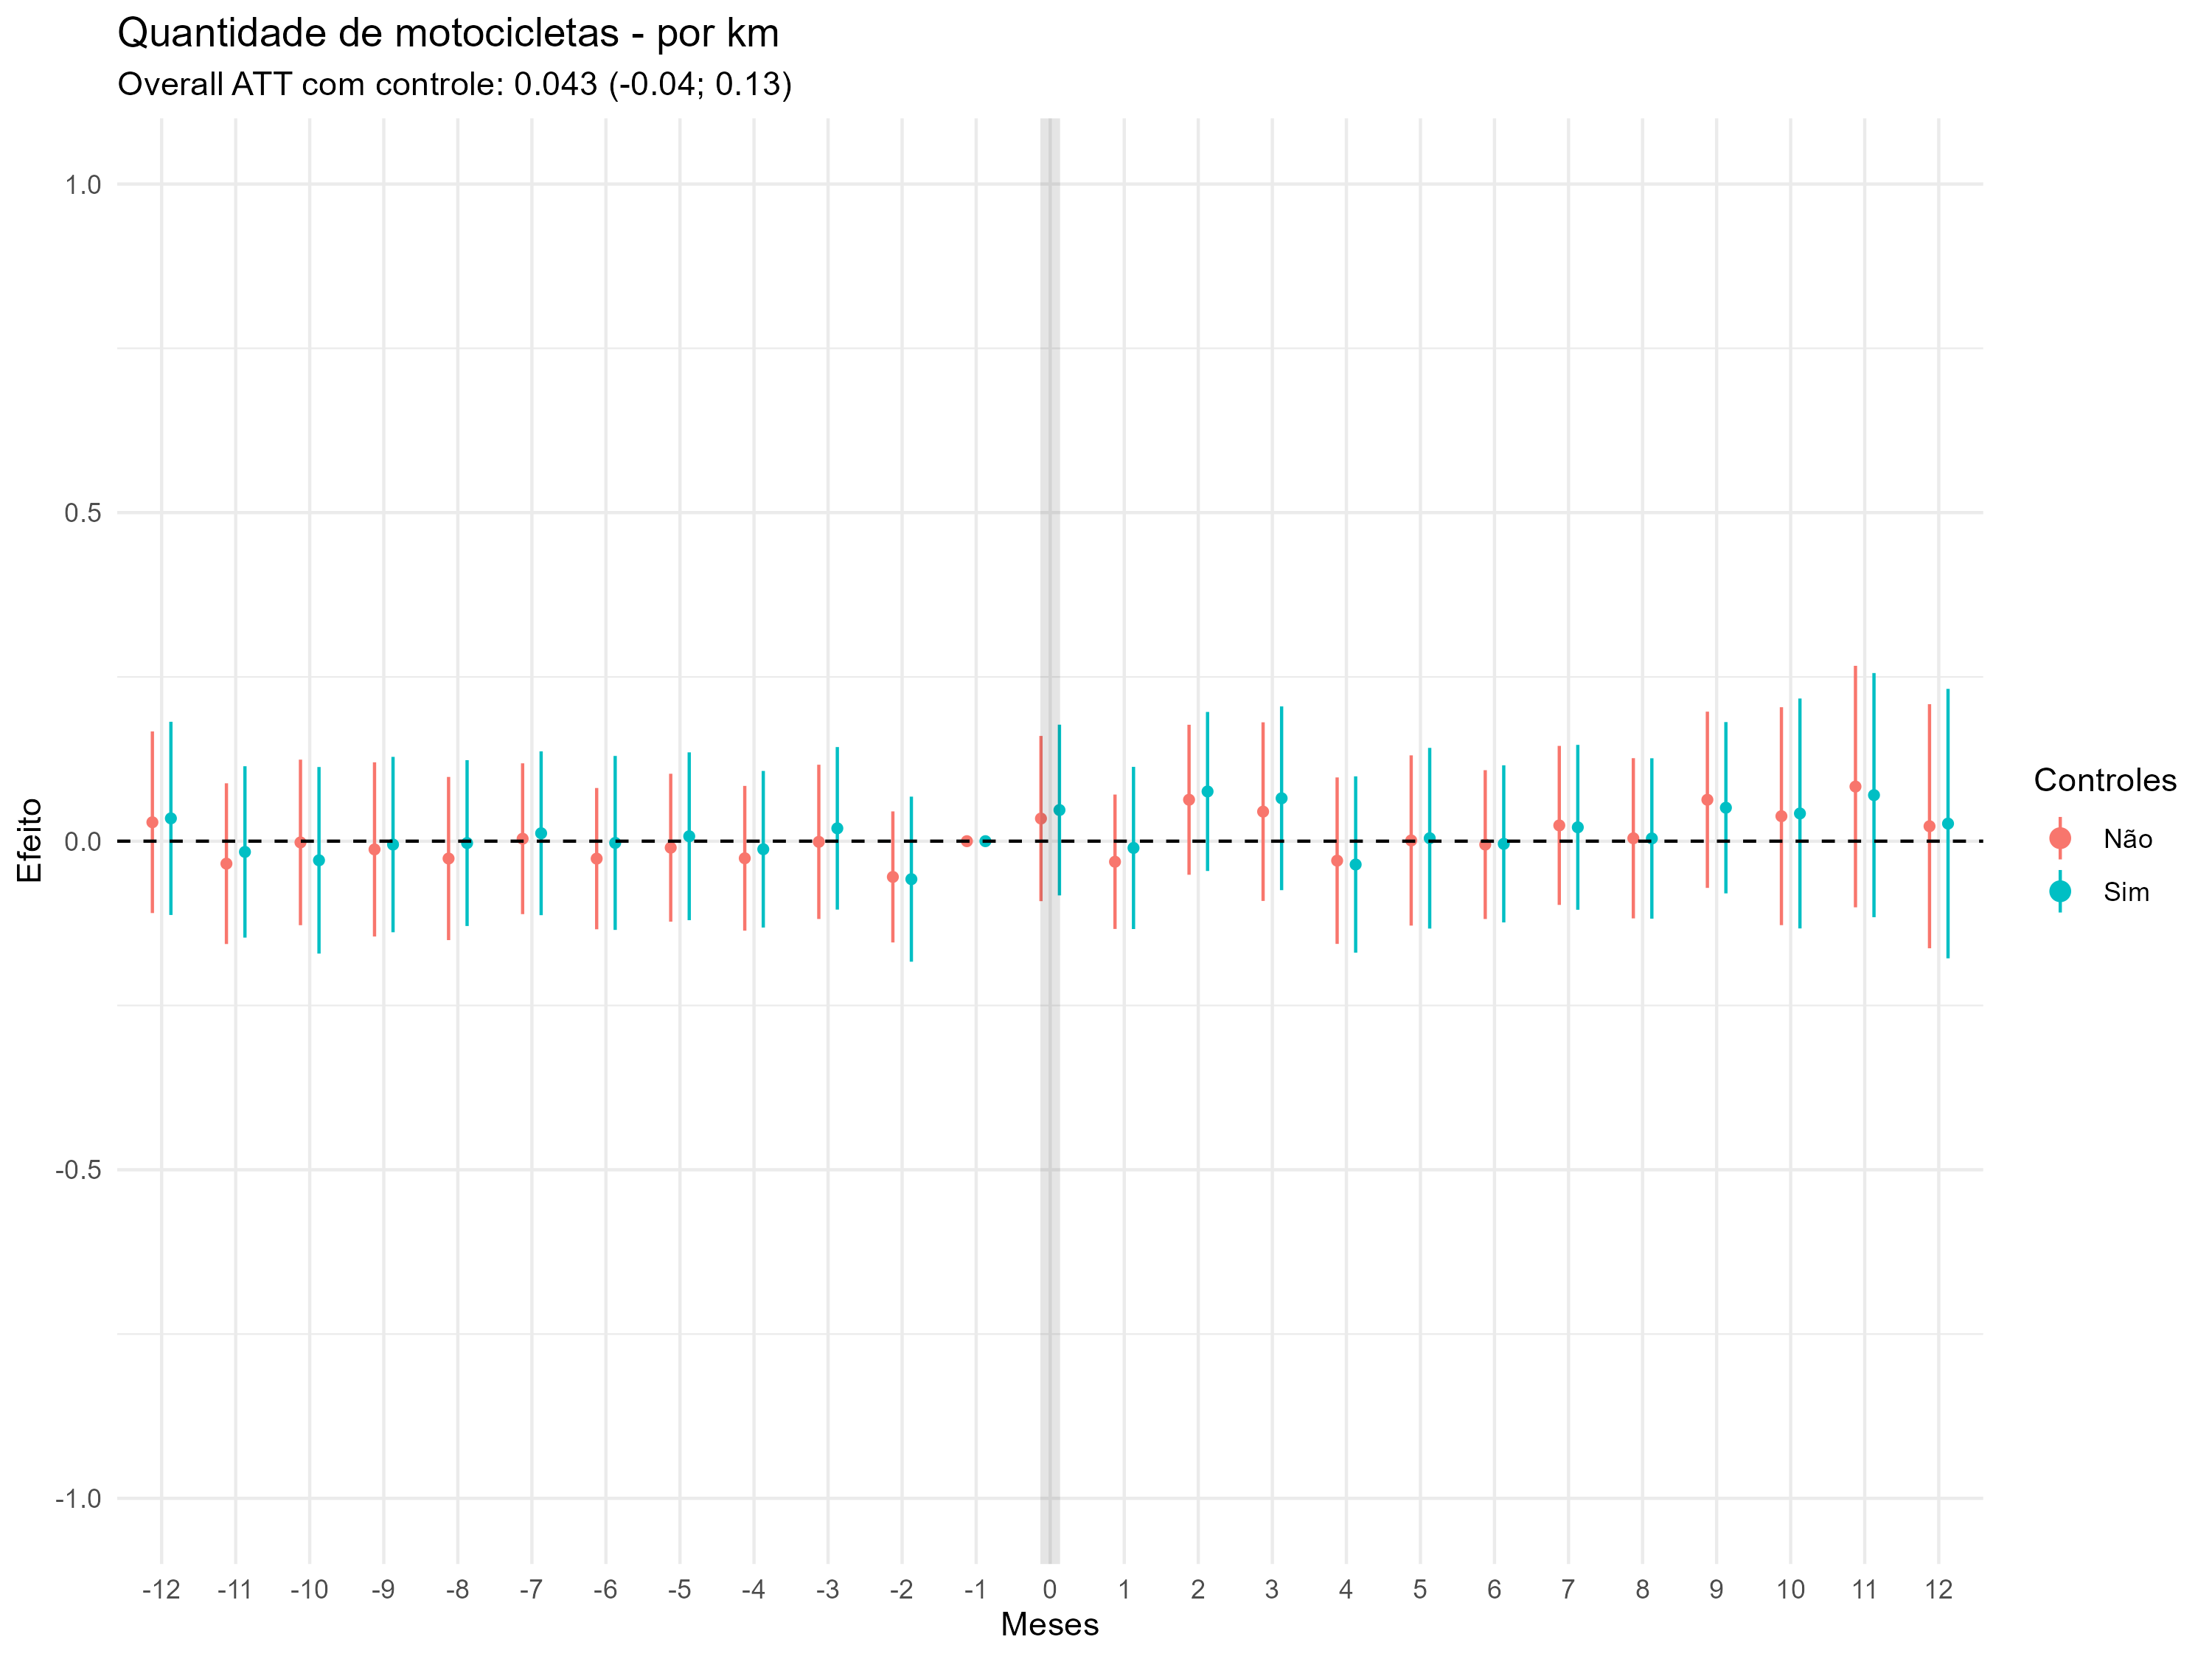 Quantidade de motocicletas - por km
Overall ATT com controle: 0.043 (-0.04; 0.13)
1.0
0.5
0.0
-0.5
-1.0
Efeito
-12 -11 -10 -9 -8 -7 -6 -5 -4 -3 -2 -1 0 1 2 3 4 5 6 7 8 9 10 11 12
Meses
Controles
Não
Sim